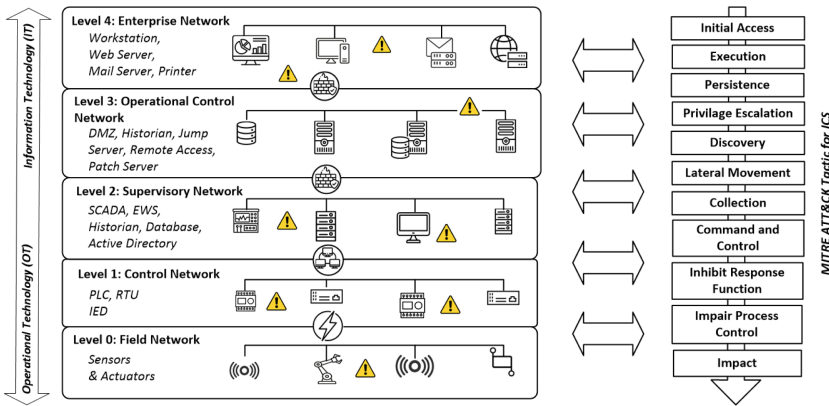 Information Technology (IT)
Operational Technology (OT)
Level 4: Enterprise Network
Workstation,
Web Server,
Mail Server, Printer
Level 3: Operational Control
Network
DMZ, Historian, Jump
Server, Remote Access,
Patch Server
Level 2: Supervisory Network
SCADA, EWS,
Historian, Database,
Active Directory
Level 1: Control Network
PLC, RTU
IED
Level 0: Field Network
Sensors
& Actuators
Initial Access
Execution
Persistence
Privilage Escalation
Discovery
Lateral Movement
Collection
Command and
Control
Inhibit Response
Function
Impair Process
Control
Impact
MITRE ATT&CK Tactic for ICS